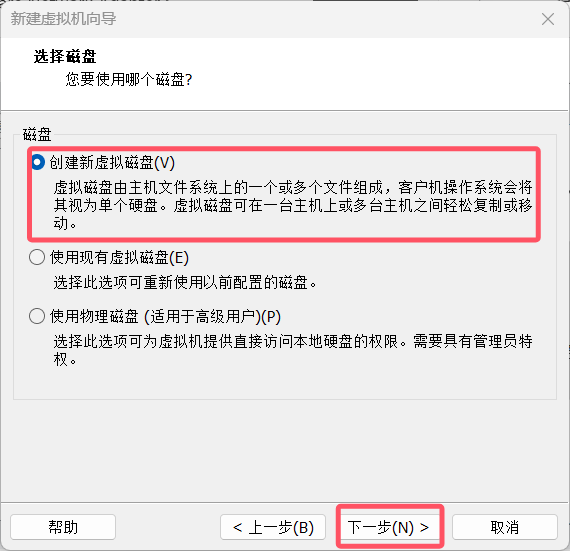 新建虚拟机向导
选择磁盘
您要使用哪个磁盘?
磁盘
创建新虚拟磁盘(V)
虚拟磁盘由主机文件系统上的一个或多个文件组成，客户机操作系统会将
其视为单个硬盘。虚拟磁盘可在一台主机上或多台主机之间轻松复制或移
动。
使用现有虚拟磁盘(E)
选择此选项可重新使用以前配置的磁盘。
使用物理磁盘 (适用于高级用户)(P)
选择此选项可为虚拟机提供直接访问本地硬盘的权限。需要具有管理员特
权。
帮助
< 上一步(B)
下一步(N) >
取消